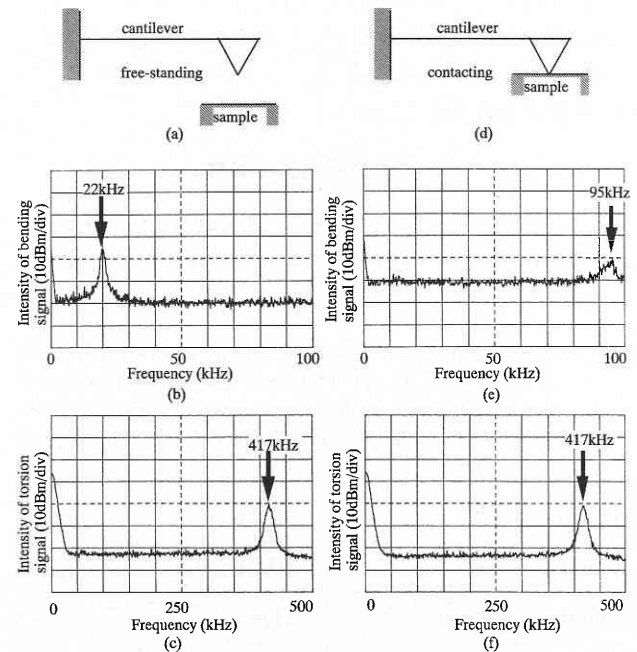 cantilever
free-standing
sample
(a)
cantilever
contacting
sample
(d)
22kHz
Intensity of bending
signal (10dBm/div)
0
50
100
Frequency (kHz)
(b)
95kHz
Intensity of bending
signal (10dBm/div)
0
50
100
Frequency (kHz)
(e)
417kHz
Intensity of torsion
signal (10dBm/div)
0
250
500
Frequency (kHz)
(c)
417kHz
Intensity of torsion
signal (10dBm/div)
0
250
500
Frequency (kHz)
(f)